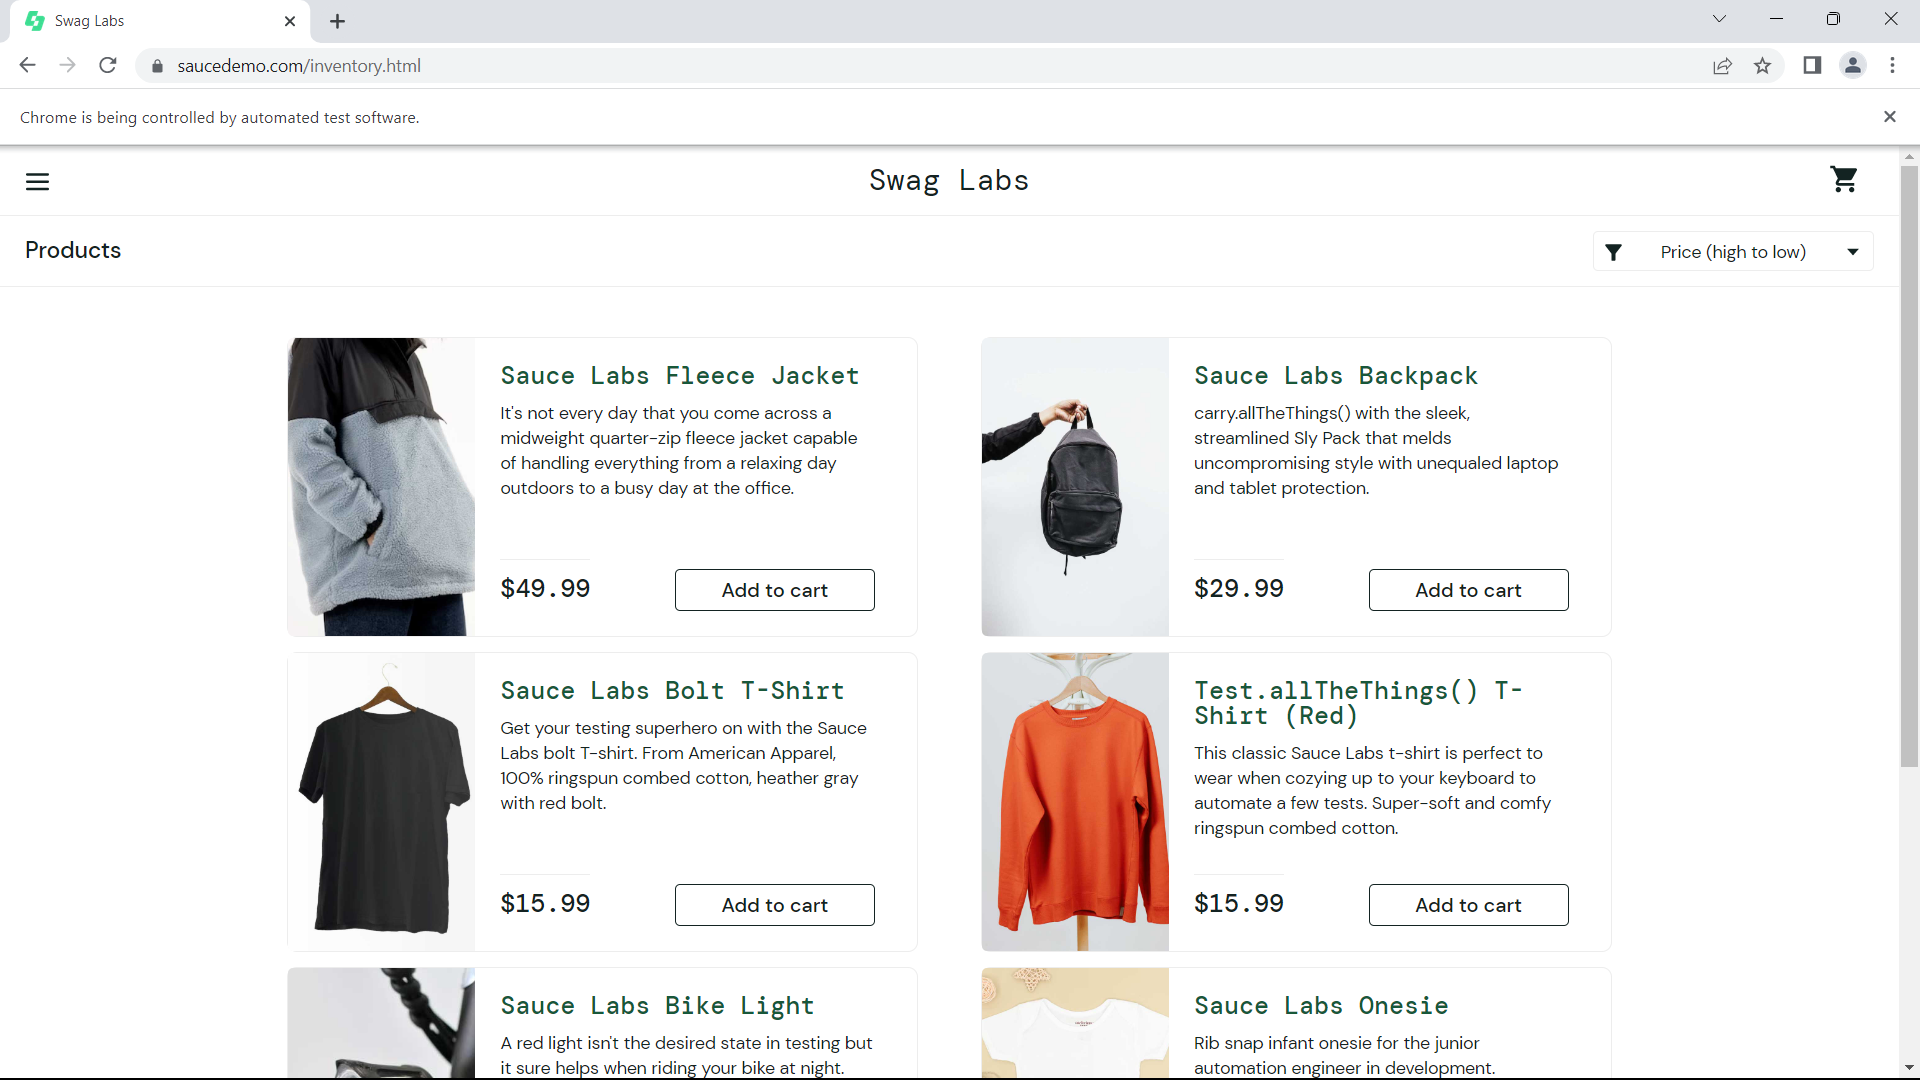 Swag Labs
saucedemo.com/inventory.html
Chrome is being controlled by automated test software.
Swag Labs
Products
Price (high to low)
Sauce Labs Fleece Jacket
It's not every day that you come across a
midweight quarter-zip fleece jacket capable
of handling everything from a relaxing day
outdoors to a busy day at the office.
$49.99
Add to cart
Sauce Labs Backpack
carry.allTheThings() with the sleek,
streamlined Sly Pack that melds
uncompromising style with unequaled laptop
and tablet protection.
$29.99
Add to cart
Sauce Labs Bolt T-Shirt
Get your testing superhero on with the Sauce
Labs bolt T-shirt. From American Apparel,
100% ringspun combed cotton, heather gray
with red bolt.
$15.99
Add to cart
Test.allTheThings() T-
Shirt (Red)
This classic Sauce Labs t-shirt is perfect to
wear when cozying up to your keyboard to
automate a few tests. Super-soft and comfy
ringspun combed cotton.
$15.99
Add to cart
Sauce Labs Bike Light
A red light isn't the desired state in testing but
it sure helps when riding your bike at night.
Sauce Labs Onesie
Rib snap infant onesie for the junior
automation engineer in development.